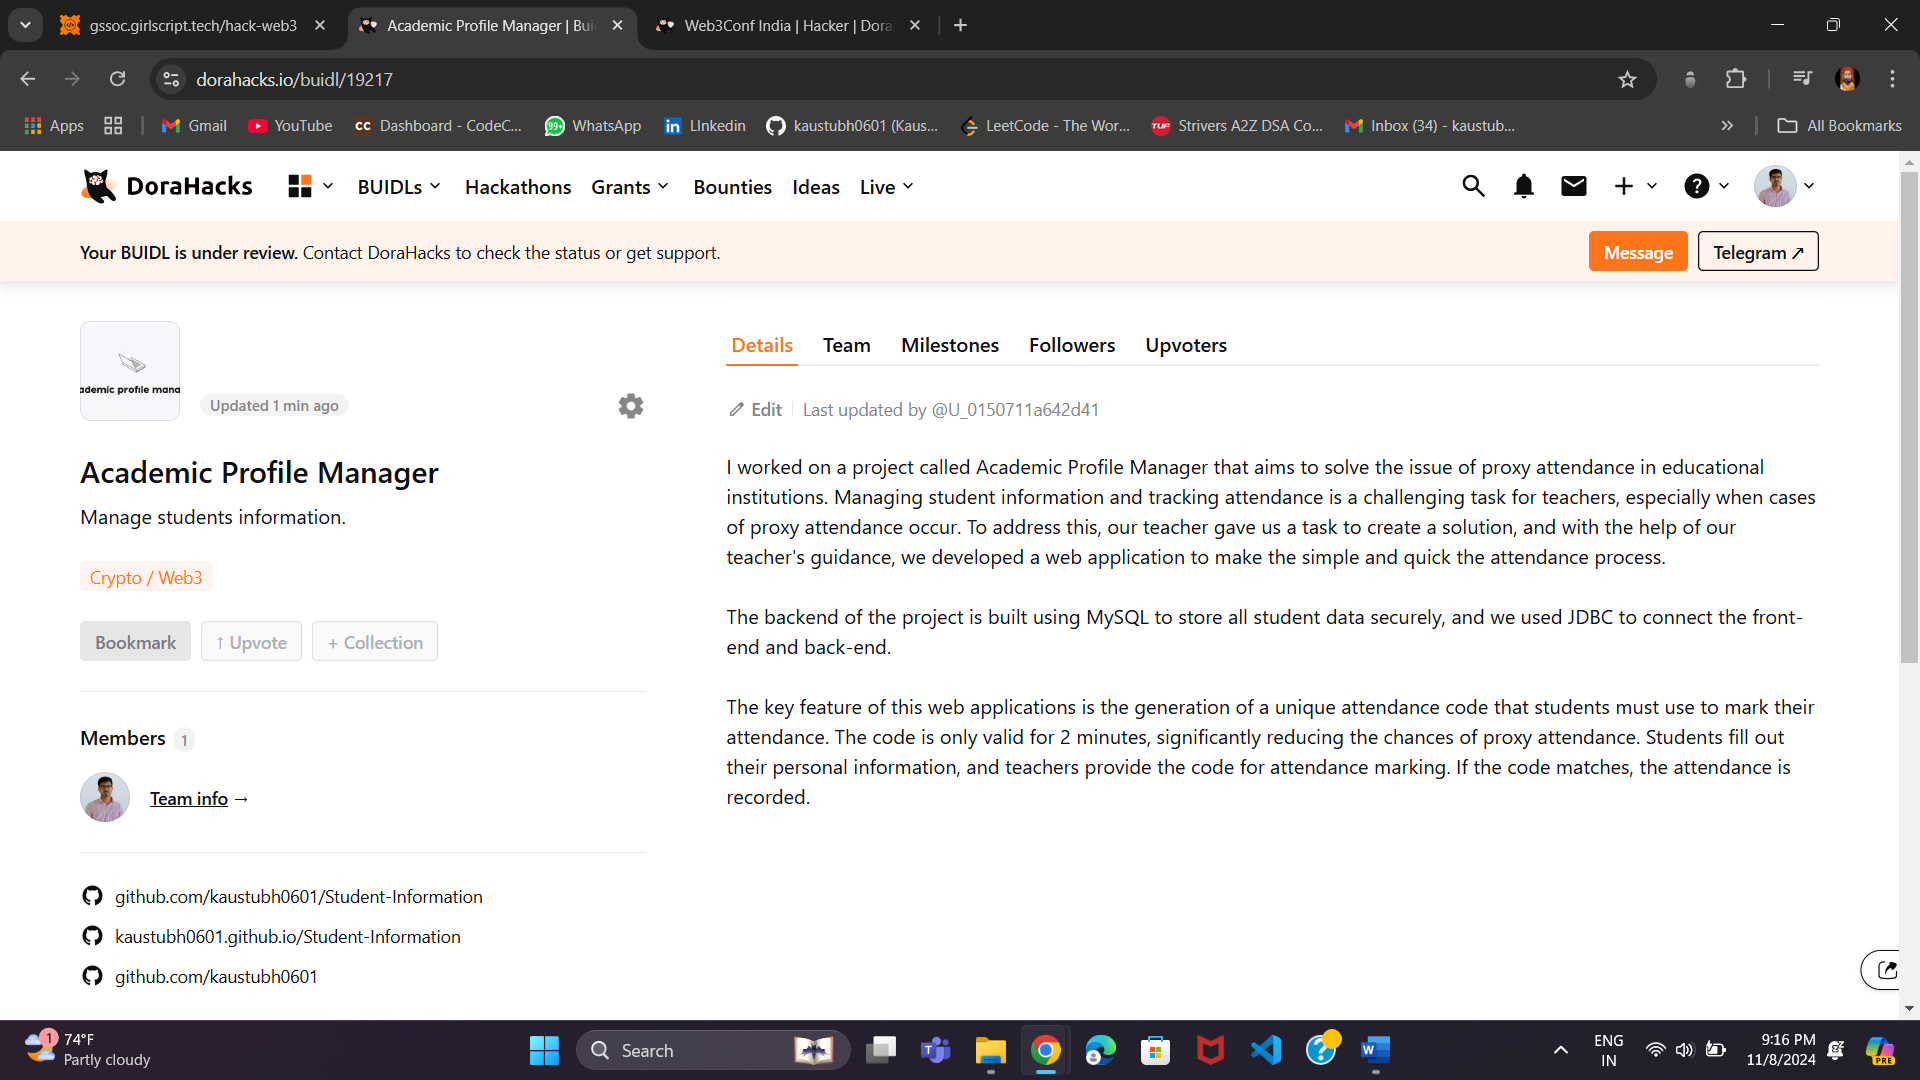 gssoc.girlscript.tech/hack-web3
Academic Profile Manager | Bui
Web3Conf India | Hacker | Dora
dorahacks.io/buidl/19217
Apps
Gmail
YouTube
Dashboard - CodeC...
WhatsApp
LInkedin
kaustubh0601 (Kaus...
LeetCode - The Wor...
Strivers A2Z DSA Co...
Inbox (34) - kaustub...
All Bookmarks
DoraHacks
BUIDLs
Hackathons
Grants
Bounties
Ideas
Live
Your BUIDL is under review. Contact DoraHacks to check the status or get support.
Message
Telegram ↗
ademic profile mana
Updated 1 min ago
Academic Profile Manager
Manage students information.
Crypto / Web3
Bookmark
↑ Upvote
+ Collection
Members 1
Team info →
github.com/kaustubh0601/Student-Information
kaustubh0601.github.io/Student-Information
github.com/kaustubh0601
Details
Team
Milestones
Followers
Upvoters
Edit
Last updated by @U_0150711a642d41
I worked on a project called Academic Profile Manager that aims to solve the issue of proxy attendance in educational
institutions. Managing student information and tracking attendance is a challenging task for teachers, especially when cases
of proxy attendance occur. To address this, our teacher gave us a task to create a solution, and with the help of our
teacher's guidance, we developed a web application to make the simple and quick the attendance process.
The backend of the project is built using MySQL to store all student data securely, and we used JDBC to connect the front-
end and back-end.
The key feature of this web applications is the generation of a unique attendance code that students must use to mark their
attendance. The code is only valid for 2 minutes, significantly reducing the chances of proxy attendance. Students fill out
their personal information, and teachers provide the code for attendance marking. If the code matches, the attendance is
recorded.
1
74°F
Partly cloudy
Search
ENG
IN
9:16 PM
11/8/2024